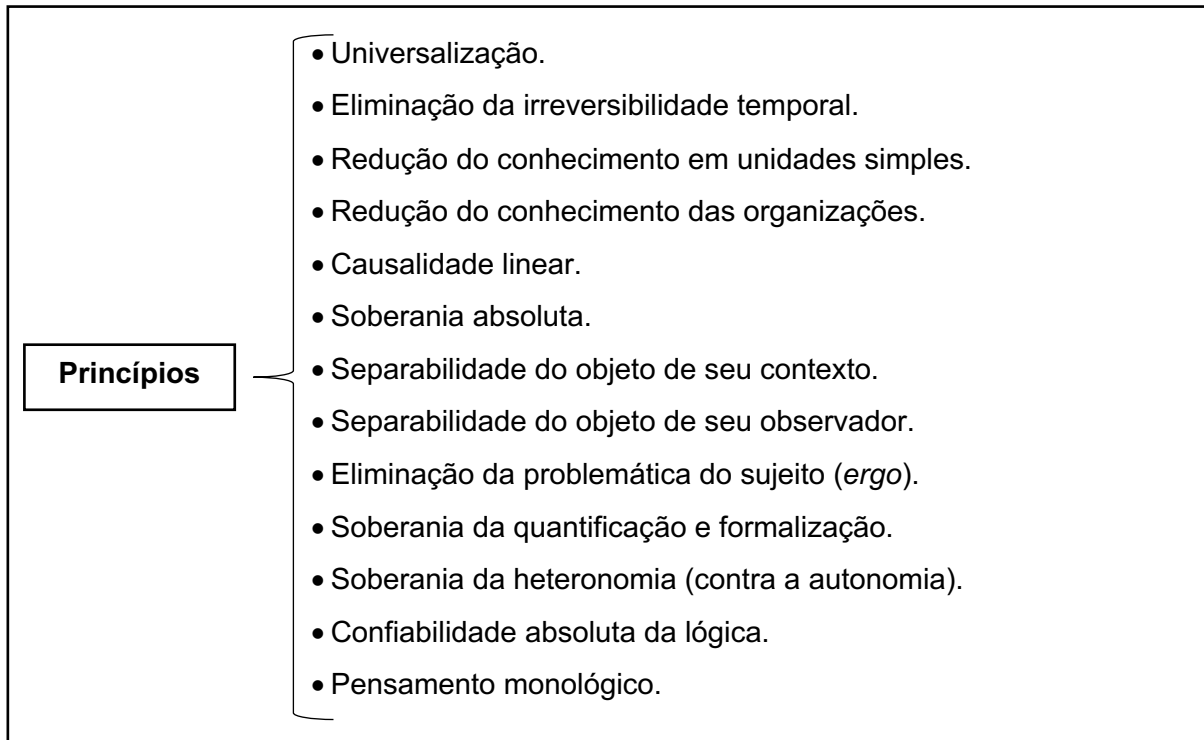 Princípios
• Universalização.
• Eliminação da irreversibilidade temporal.
• Redução do conhecimento em unidades simples.
• Redução do conhecimento das organizações.
• Causalidade linear.
• Soberania absoluta.
• Separabilidade do objeto de seu contexto.
• Separabilidade do objeto de seu observador.
• Eliminação da problemática do sujeito (ergo).
• Soberania da quantificação e formalização.
• Soberania da heteronomia (contra a autonomia).
• Confiabilidade absoluta da lógica.
• Pensamento monológico.